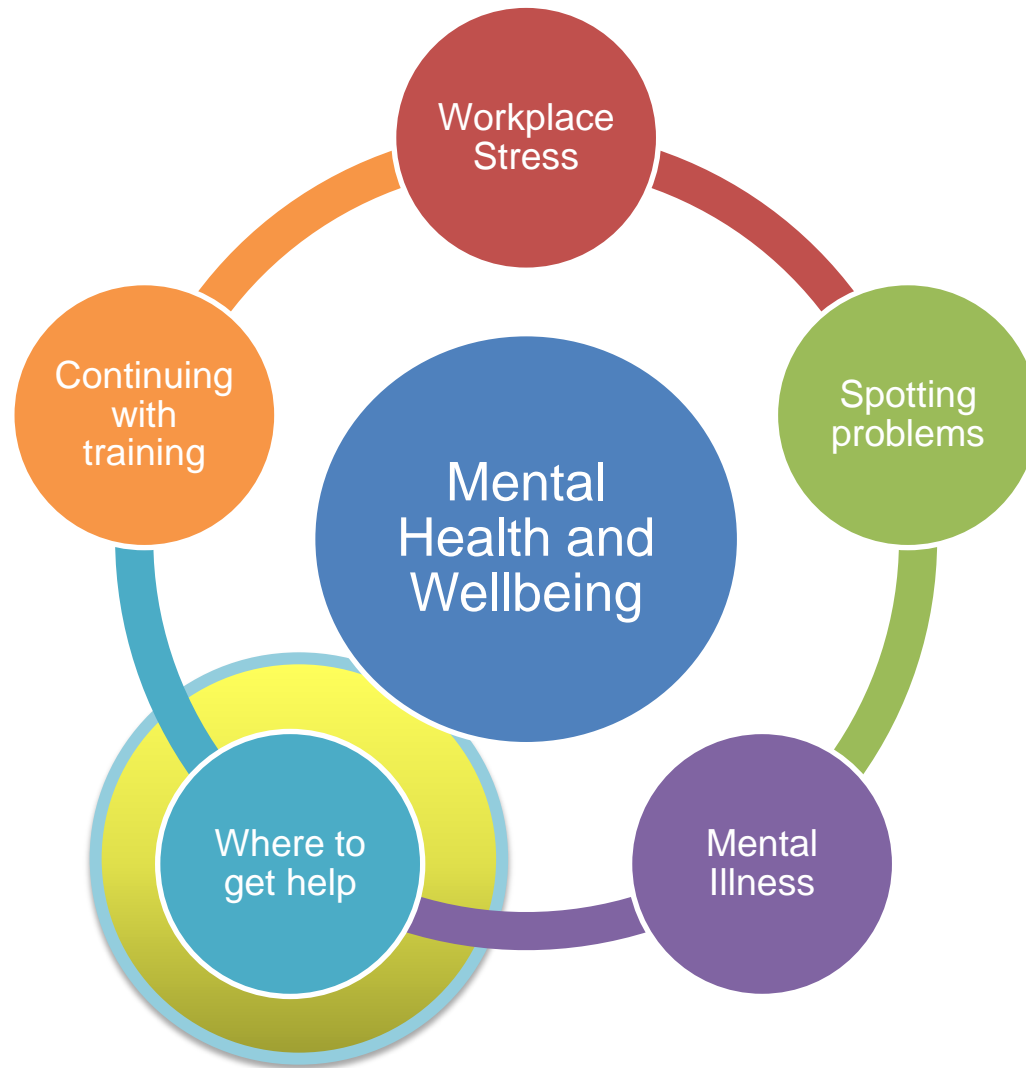 Workplace
Stress
Spotting
problems
Mental
Illness
Where to
get help
Continuing
with
training
Mental
Health and
Wellbeing